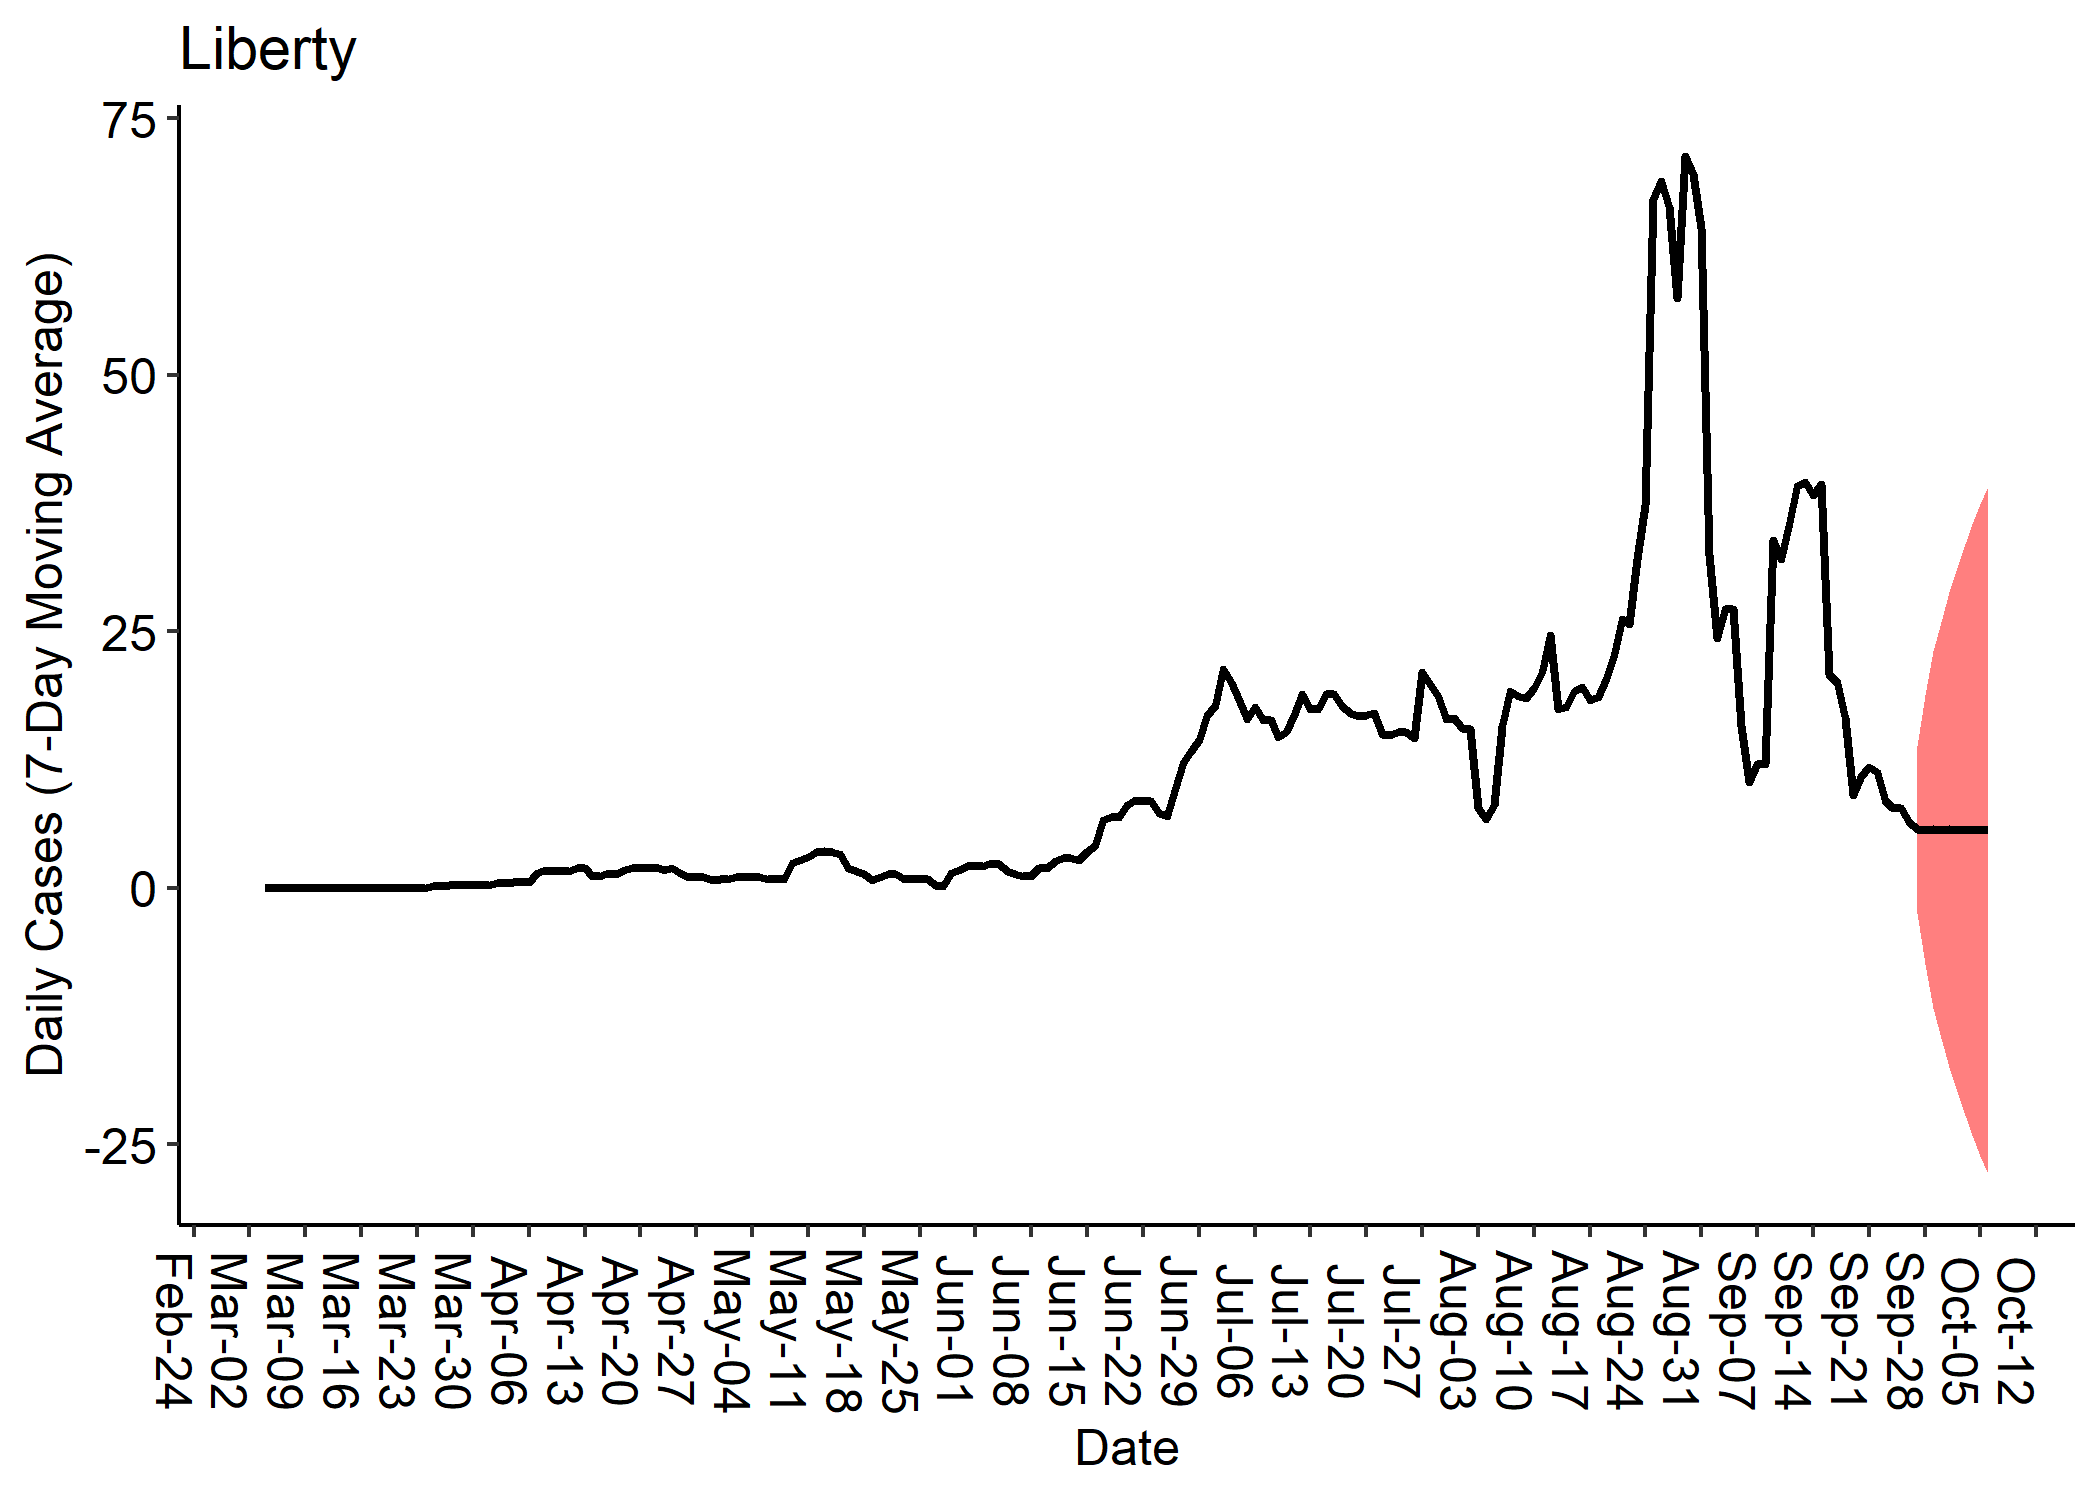 Liberty
Daily Cases (7-Day Moving Average)
75
50
25
0
-25
Feb-24
Mar-02
Mar-09
Mar-16
Mar-23
Mar-30
Apr-06
Apr-13
Apr-20
Apr-27
May-04
May-11
May-18
May-25
Jun-01
Jun-08
Jun-15
Jun-22
Jun-29
Jul-06
Jul-13
Jul-20
Jul-27
Aug-03
Aug-10
Aug-17
Aug-24
Aug-31
Sep-07
Sep-14
Sep-21
Sep-28
Oct-05
Oct-12
Date